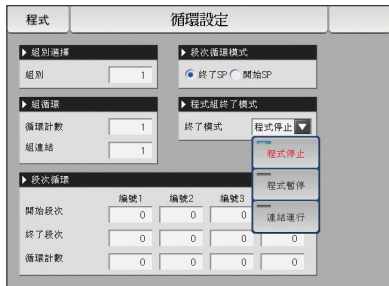 程式
循環設定
▶ 組別選擇
組別 1
▶ 段次循環模式
終了SP 開始SP
▶ 組循環
循環計數 1
組連結 1
▶ 程式組終了模式
終了模式 程式停止
程式停止
程式暫停
連結運行
▶ 段次循環
編號1 編號2 編號3
開始段次 0 0 0 0
終了段次 0 0 0 0
循環計數 0 0 0 0